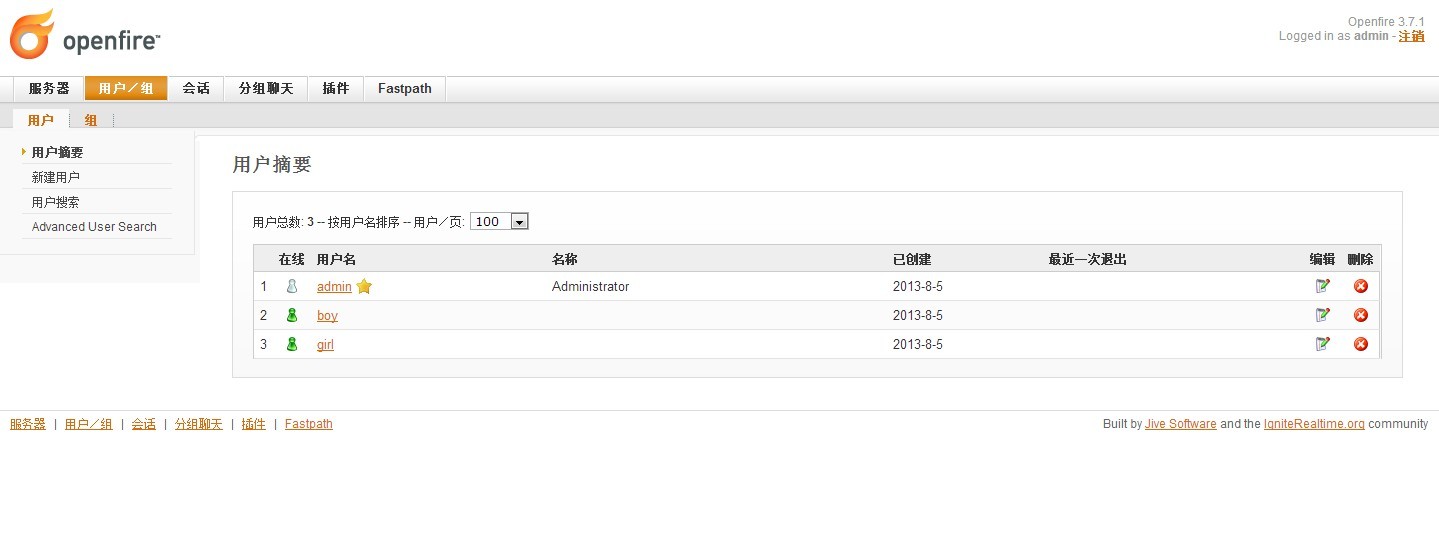 openfire™
Openfire 3.7.1
Logged in as admin - 注销
服务器 用户／组 会话 分组聊天 插件 Fastpath
用户 组
用户摘要
新建用户
用户搜索
Advanced User Search
用户摘要
用户总数: 3 -- 按用户名排序 -- 用户／页: 100
在线 用户名 名称 已创建 最近一次退出 编辑 删除
1 admin Administrator 2013-8-5
2 boy 2013-8-5
3 girl 2013-8-5
服务器 | 用户／组 | 会话 | 分组聊天 | 插件 | Fastpath
Built by Jive Software and the IgniteRealtime.org community